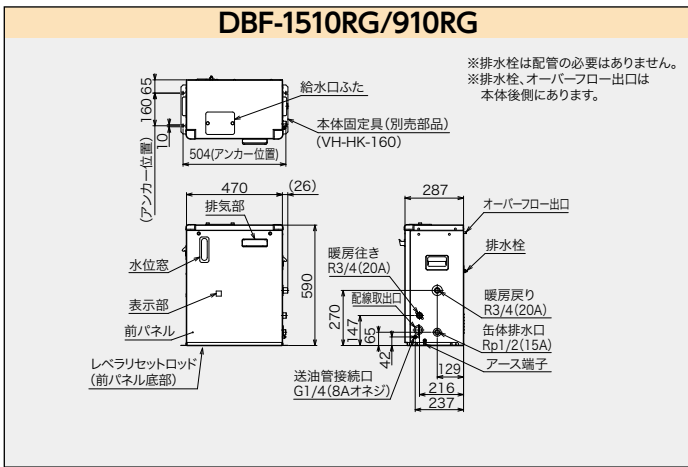 DBF-1510RG/910RG
※排水栓は配管の必要はありません。
※排水栓、オーバーフロー出口は
本体後側にあります。
給水口ふた
本体固定具(別売部品)
(VH-HK-160)
65
160
10
(アンカー位置)
504(アンカー位置)
470
(26)
排気部
水位窓
表示部
前パネル
レベラリセットロッド
(前パネル底部)
590
287
オーバーフロー出口
排水栓
暖房往き
R3/4(20A)
配線取出口
暖房戻り
R3/4(20A)
缶体排水口
Rp1/2(15A)
アース端子
270
147
65
42
送油管接続口
G1/4(8Aオネジ)
129
216
237